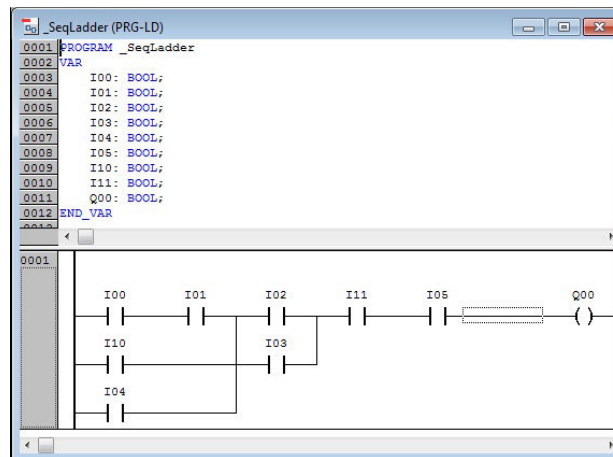 _SeqLadder (PRG-LD)
0001 PROGRAM _SeqLadder
0002 VAR
0003 I00: BOOL;
0004 I01: BOOL;
0005 I02: BOOL;
0006 I03: BOOL;
0007 I04: BOOL;
0008 I05: BOOL;
0009 I10: BOOL;
0010 I11: BOOL;
0011 Q00: BOOL;
0012 END_VAR
0013
0001
I00 I01 I02 I11 I05 Q00
I10 I03
I04